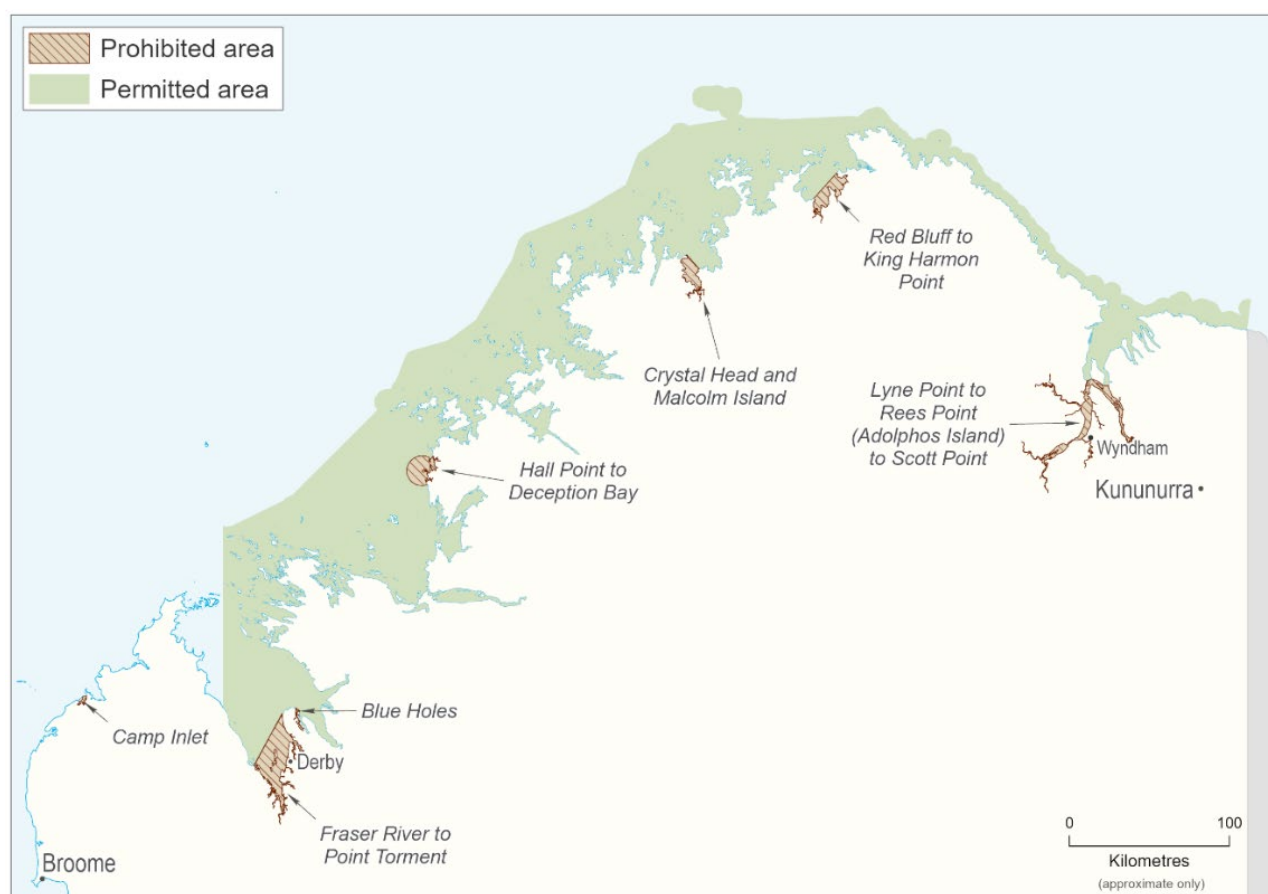 Prohibited area
Permitted area
Red Bluff to
King Harmon
Point
Crystal Head and
Malcolm Island
Lyne Point to
Rees Point
(Adolphos Island)
to Scott Point
Wyndham
Kununurra
Hall Point to
Deception Bay
Blue Holes
Camp Inlet
Derby
Fraser River to
Point Torment
Broome
0 100
Kilometres
(approximate only)